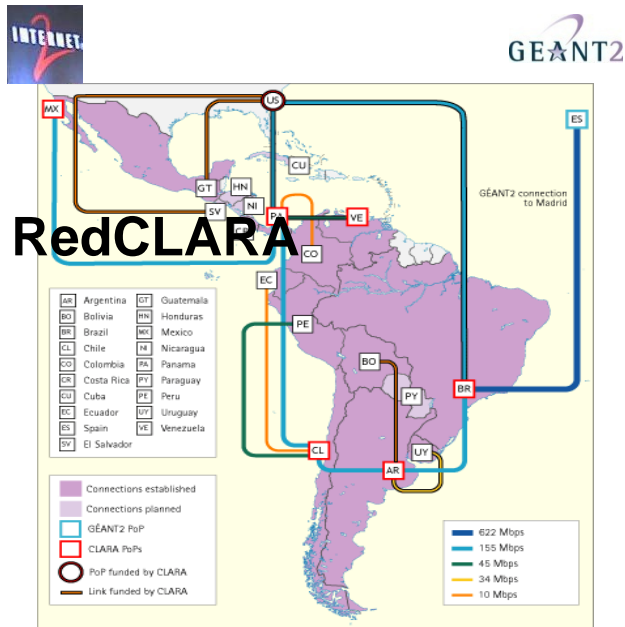 INTERNET
2
GÉANT2
MX
US
ES
CU
GT
HN
NI
SV
GÉANT2 connection
to Madrid
PA
VE
RedCLARA
CR
CO
EC
PE
BO
PY
BR
CL
AR
UY
AR Argentina GT Guatemala
BO Bolivia HN Honduras
BR Brazil MX Mexico
CL Chile NI Nicaragua
CO Colombia PA Panama
CR Costa Rica PY Paraguay
CU Cuba PE Peru
EC Ecuador UY Uruguay
ES Spain VE Venezuela
SV El Salvador
Connections established
Connections planned
GÉANT2 PoP
CLARA PoPs
PoP funded by CLARA
Link funded by CLARA
622 Mbps
155 Mbps
45 Mbps
34 Mbps
10 Mbps